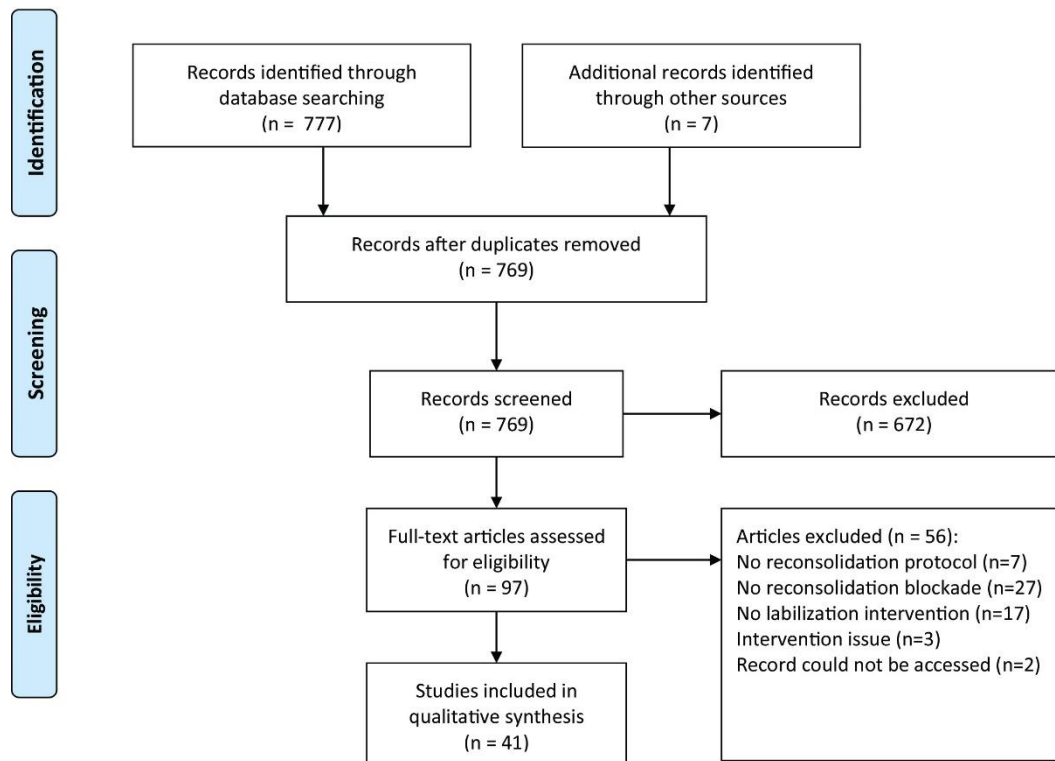 Identification
Records identified through
database searching
(n = 777)
Additional records identified
through other sources
(n = 7)
Records after duplicates removed
(n = 769)
Screening
Records screened
(n = 769)
Records excluded
(n = 672)
Eligibility
Full-text articles assessed
for eligibility
(n = 97)
Articles excluded (n = 56):
No reconsolidation protocol (n=7)
No reconsolidation blockade (n=27)
No labilization intervention (n=17)
Intervention issue (n=3)
Record could not be accessed (n=2)
Studies included in
qualitative synthesis
(n = 41)